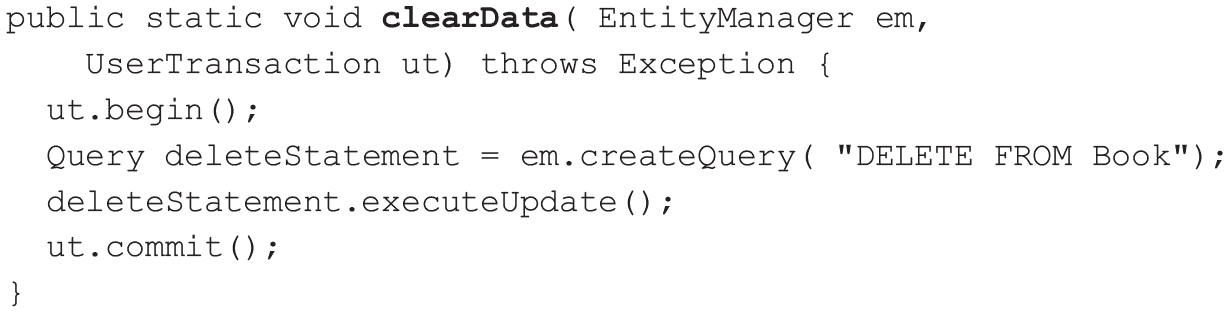 public static void clearData( EntityManager em,
    UserTransaction ut) throws Exception {
  ut.begin();
  Query deleteStatement = em.createQuery( "DELETE FROM Book");
  deleteStatement.executeUpdate();
  ut.commit();
}